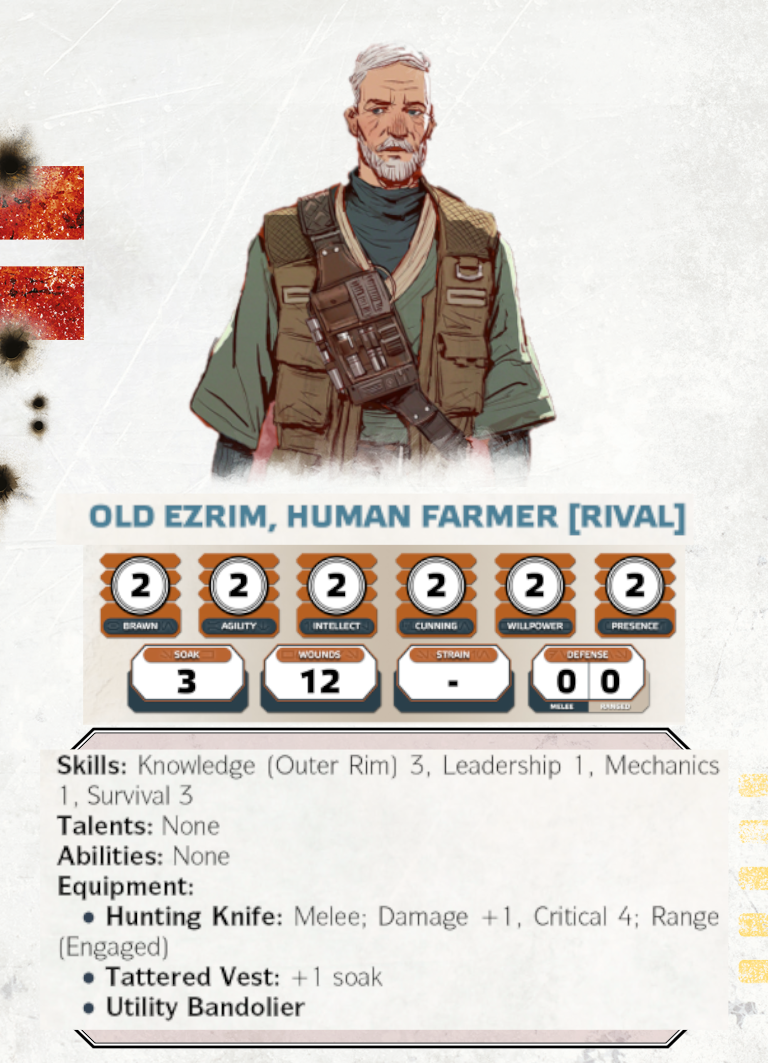 OLD EZRIM, HUMAN FARMER [RIVAL]
2 2 2 2 2 2
BRAWN AGILITY INTELLECT CUNNING WILLPOWER PRESENCE
SOAK WOUNDS STRAIN DEFENSE
3 12 - 0 0
MELEE RANGED
Skills: Knowledge (Outer Rim) 3, Leadership 1, Mechanics
1, Survival 3
Talents: None
Abilities: None
Equipment:
• Hunting Knife: Melee; Damage +1, Critical 4; Range
(Engaged)
• Tattered Vest: +1 soak
• Utility Bandolier